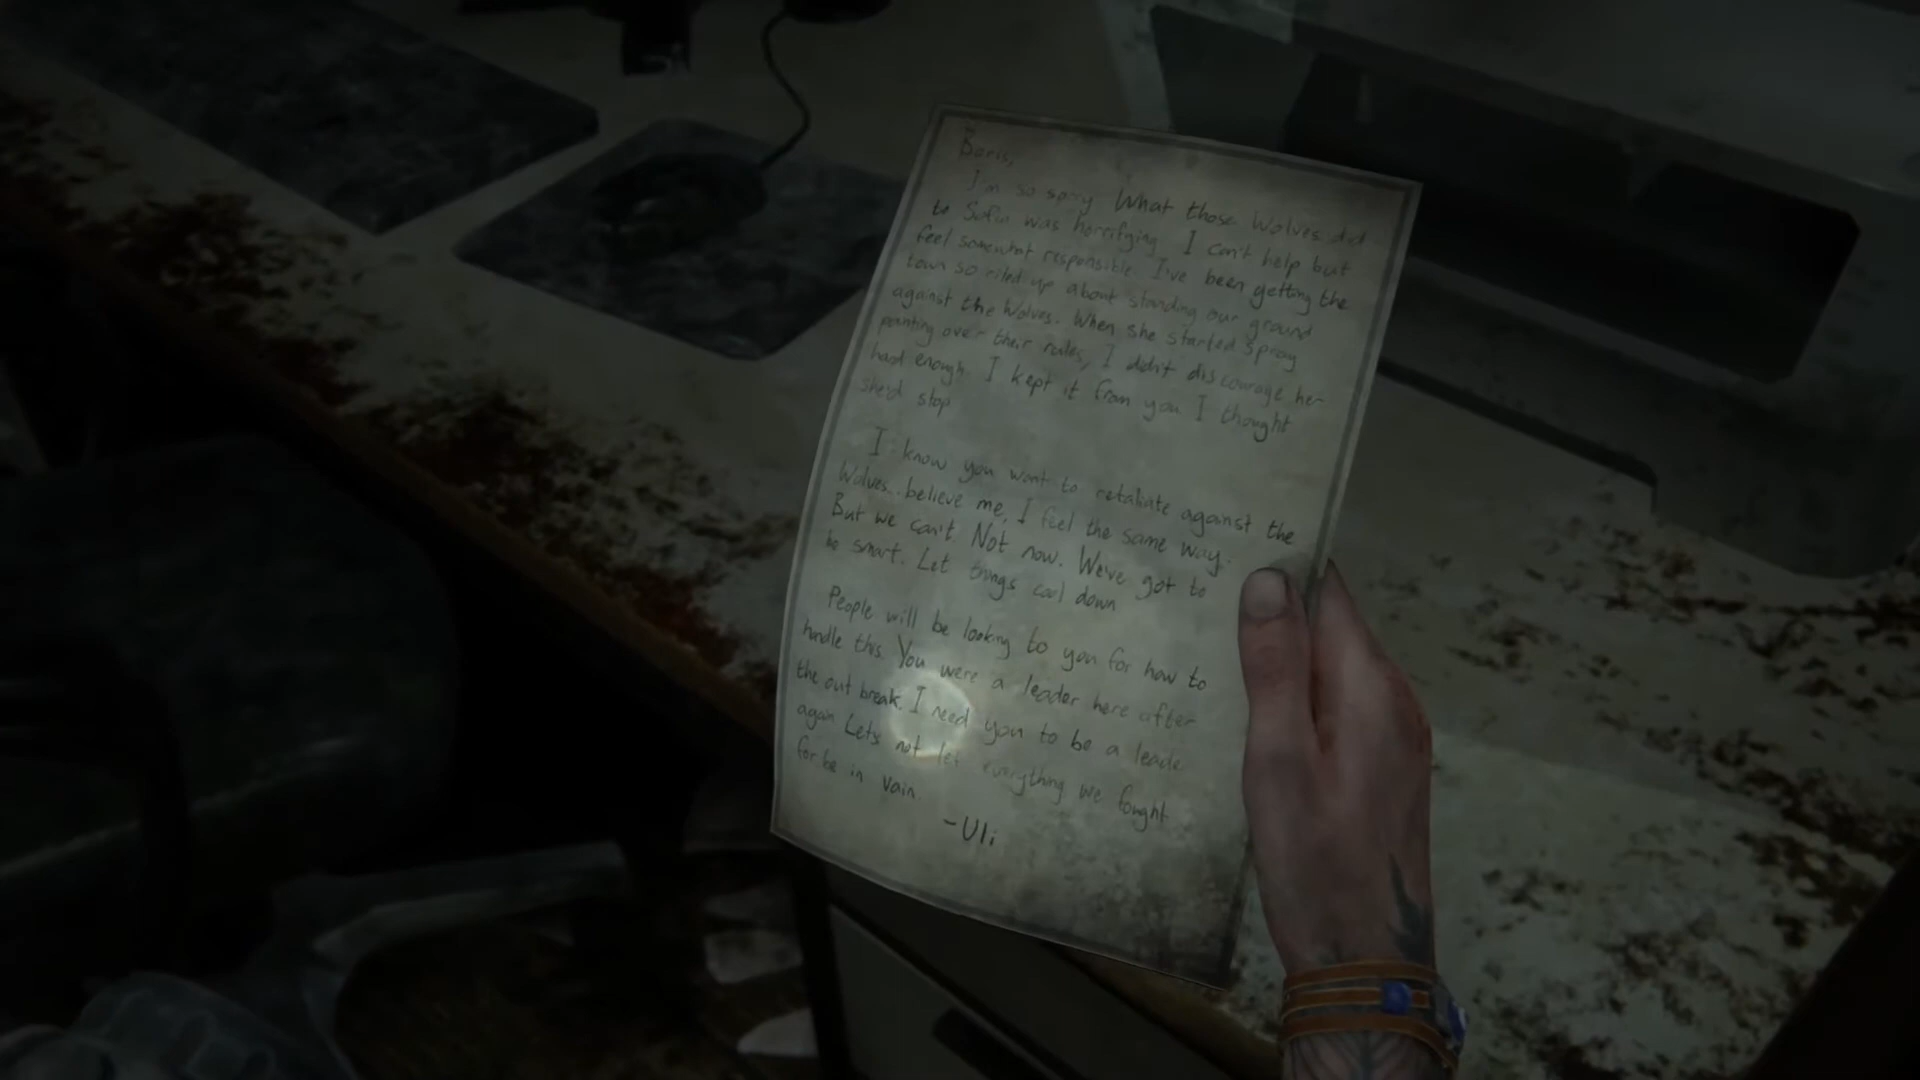 Boris,
I'm so sorry What those Wolves did
to Sofia was horrifying I can't help but
feel somewhat responsible I've been getting the
town so riled up about standing our ground
against the Wolves. When she started spray
painting over their rules, I didn't discourage her
hard enough I kept it from you I thought
she'd stop
I know you want to retaliate against the
Wolves.. believe me, I feel the same way.
But we can't. Not now. We've got to
be smart. Let things cool down
People will be looking to you for how to
handle this. You were a leader here after
the out break. I need you to be a leade
again Lets not let everything we fought
for be in vain
-Uli